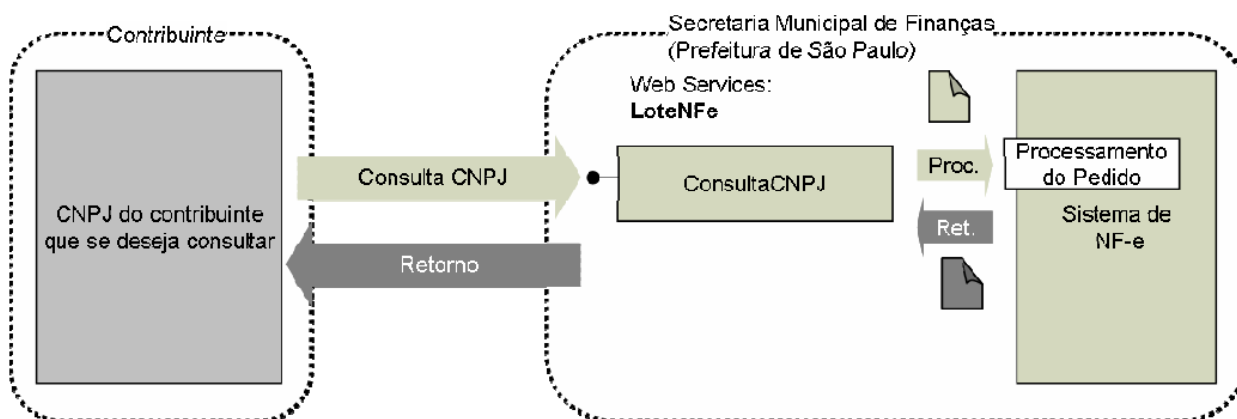 Contribuinte
CNPJ do contribuinte
que se deseja consultar
Consulta CNPJ
Retorno
Secretaria Municipal de Finanças
(Prefeitura de São Paulo)
Web Services:
LoteNFe
ConsultaCNPJ
Proc.
Ret.
Processamento
do Pedido
Sistema de
NF-e